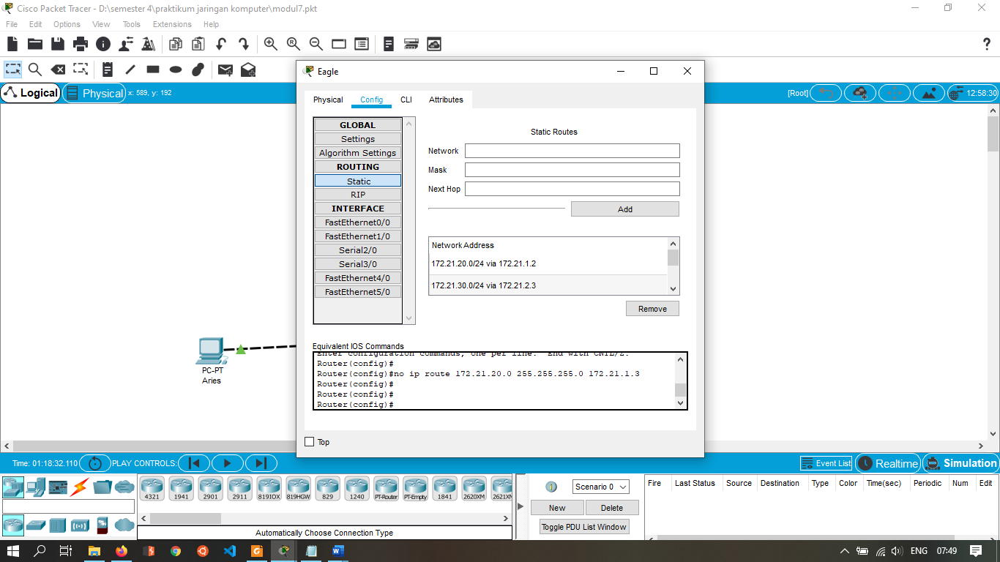 Cisco Packet Tracer - D:\semester 4\praktikum jaringan komputer\modul7.pkt
File Edit Options View Tools Extensions Help
Logical Physical x: 589, y: 192 [Root] 12:58:30
Eagle
Physical Config CLI Attributes
GLOBAL
Settings
Algorithm Settings
ROUTING
Static
RIP
INTERFACE
FastEthernet0/0
FastEthernet1/0
Serial2/0
Serial3/0
FastEthernet4/0
FastEthernet5/0
Static Routes
Network
Mask
Next Hop
Add
Network Address
172.21.20.0/24 via 172.21.1.2
172.21.30.0/24 via 172.21.2.3
Remove
Equivalent IOS Commands
Enter configuration commands, one per line. End with CNTL/Z.
Router(config)#
Router(config)#no ip route 172.21.20.0 255.255.255.0 172.21.1.3
Router(config)#
Router(config)#
Router(config)#
Top
PC-PT
Aries
Time: 01:18:32.110 PLAY CONTROLS: Event List Realtime Simulation
4321 1941 2901 2911 819IOX 819HGW 829 1240 PT-Router PT-Empty 1841 2620XM 2621XM
Automatically Choose Connection Type
Scenario 0
New Delete
Toggle PDU List Window
Fire Last Status Source Destination Type Color Time(sec) Periodic Num Edit
ENG 07:49